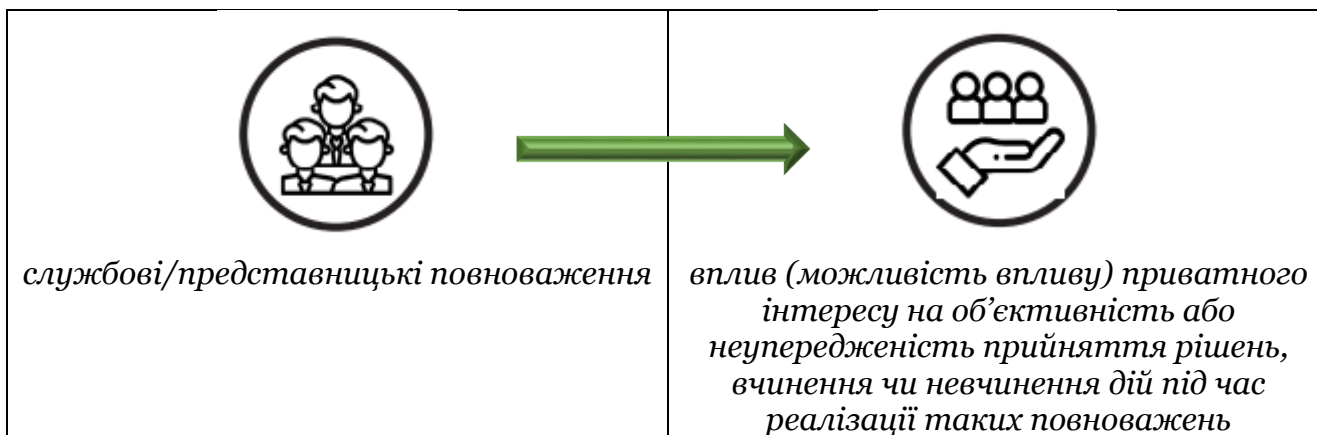 службові/представницькі повноваження
вплив (можливість впливу) приватного
інтересу на об’єктивність або
неупередженість прийняття рішень,
вчинення чи невчинення дій під час
реалізації таких повноважень